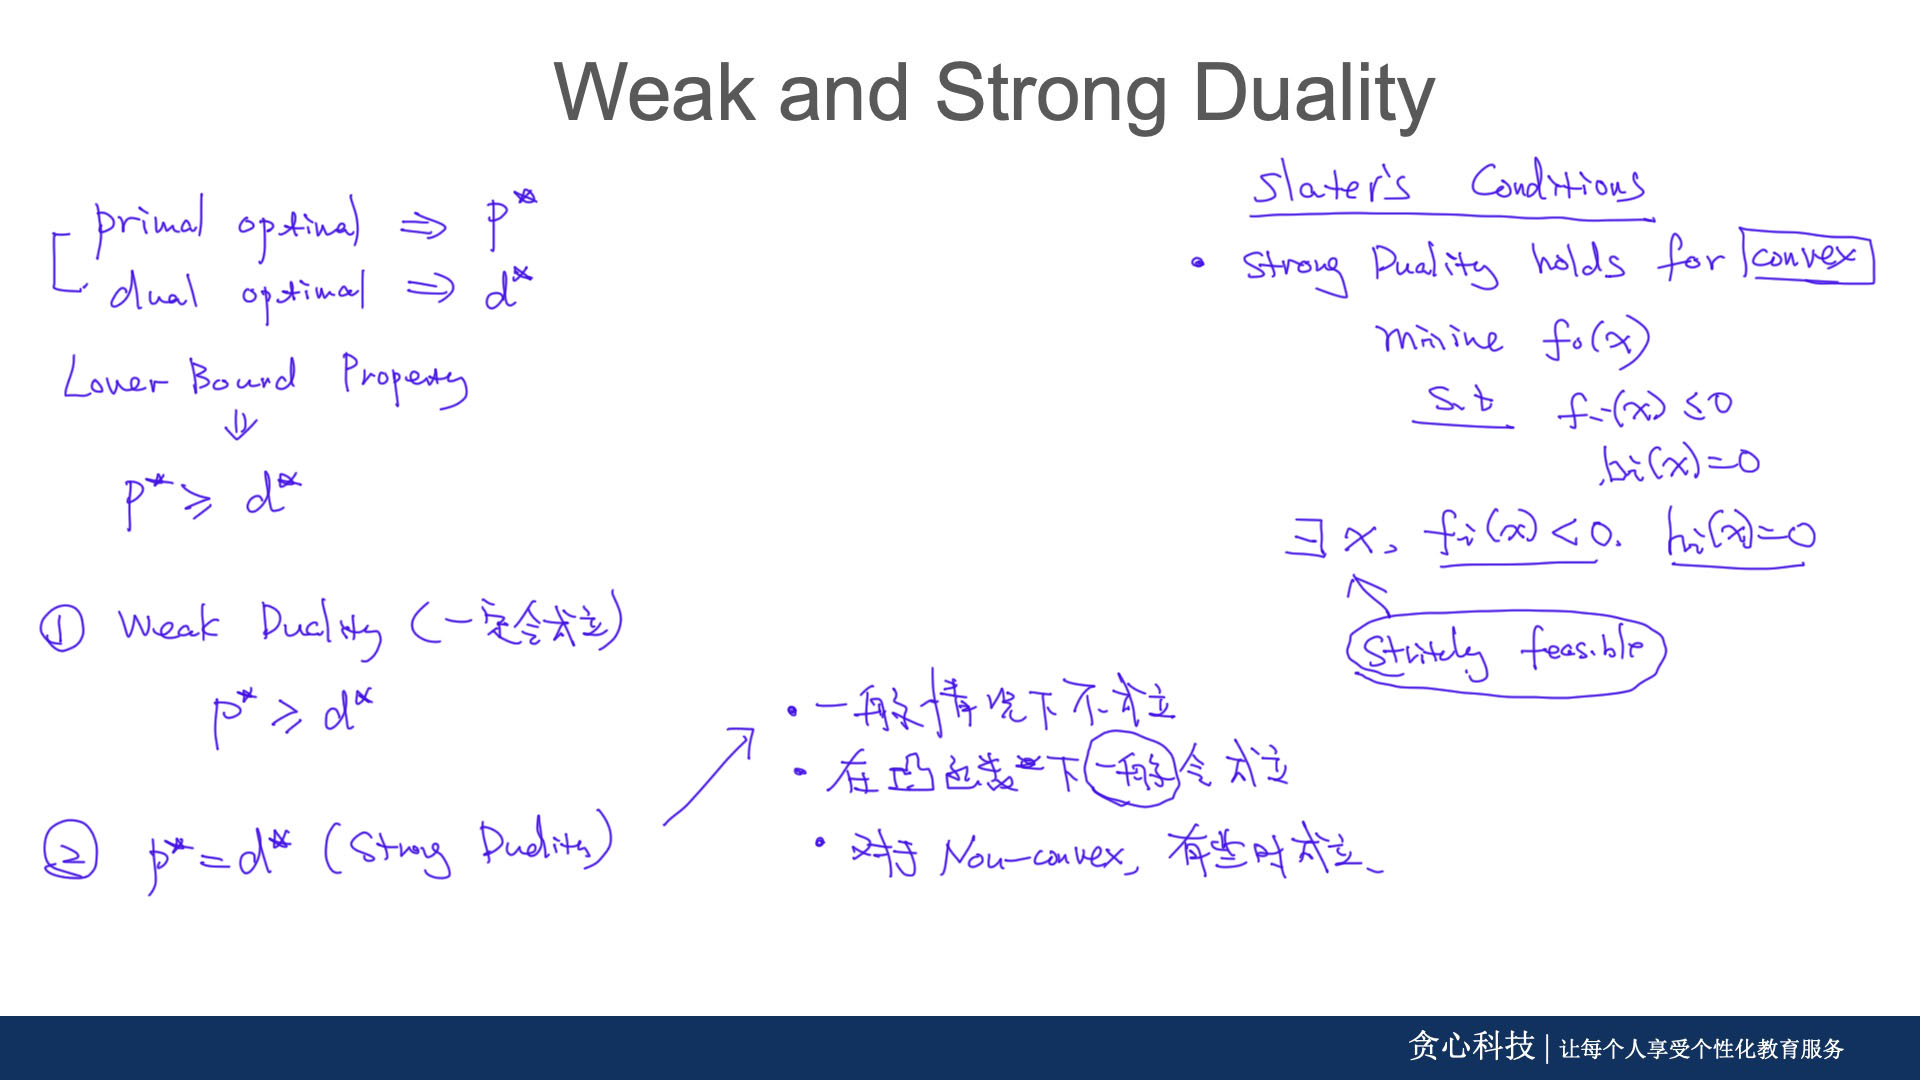 Weak and Strong Duality
primal optimal ⇒ p*
dual optimal ⇒ d*
Lower Bound Property
⇓
p* ≥ d*
① Weak Duality (一定会成立)
p* ≥ d*
② p* = d* (Strong Duality)
• 一般情况下不成立
• 在凸函数下一般会成立
• 对于 Non-convex, 有些时成立、
Slater's Conditions
• Strong Duality holds for convex
minine f₀(x)
s.t fᵢ(x) ≤ 0
hi(x)=0
∃ x, fi(x) < 0. hi(x)=0
Strictly feasible
贪心科技 | 让每个人享受个性化教育服务